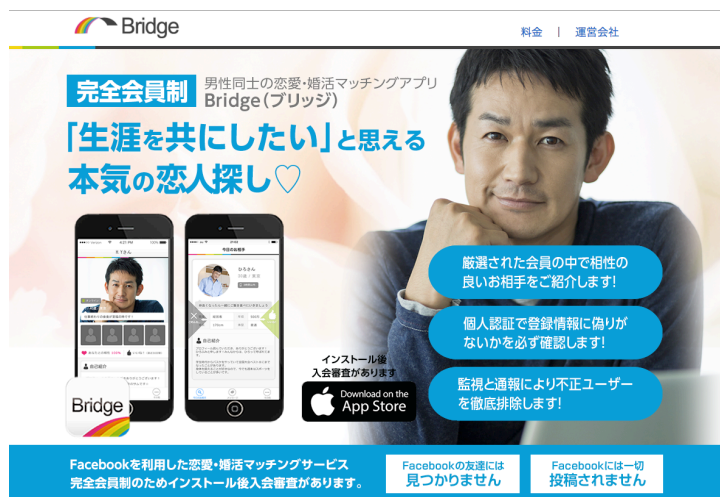 Bridge
料金 | 運営会社
完全会員制
男性同士の恋愛・婚活マッチングアプリ
Bridge(ブリッジ)
「生涯を共にしたい」と思える
本気の恋人探し♡
厳選された会員の中で相性の
良いお相手をご紹介します!
個人認証で登録情報に偽りが
ないかを必ず確認します!
監視と通報により不正ユーザー
を徹底排除します!
自己紹介
自己紹介
インストール後
入会審査があります
Download on the
App Store
Bridge
Facebookを利用した恋愛・婚活マッチングサービス
完全会員制のためインストール後入会審査があります。
Facebookの友達には
見つかりません
Facebookには一切
投稿されません